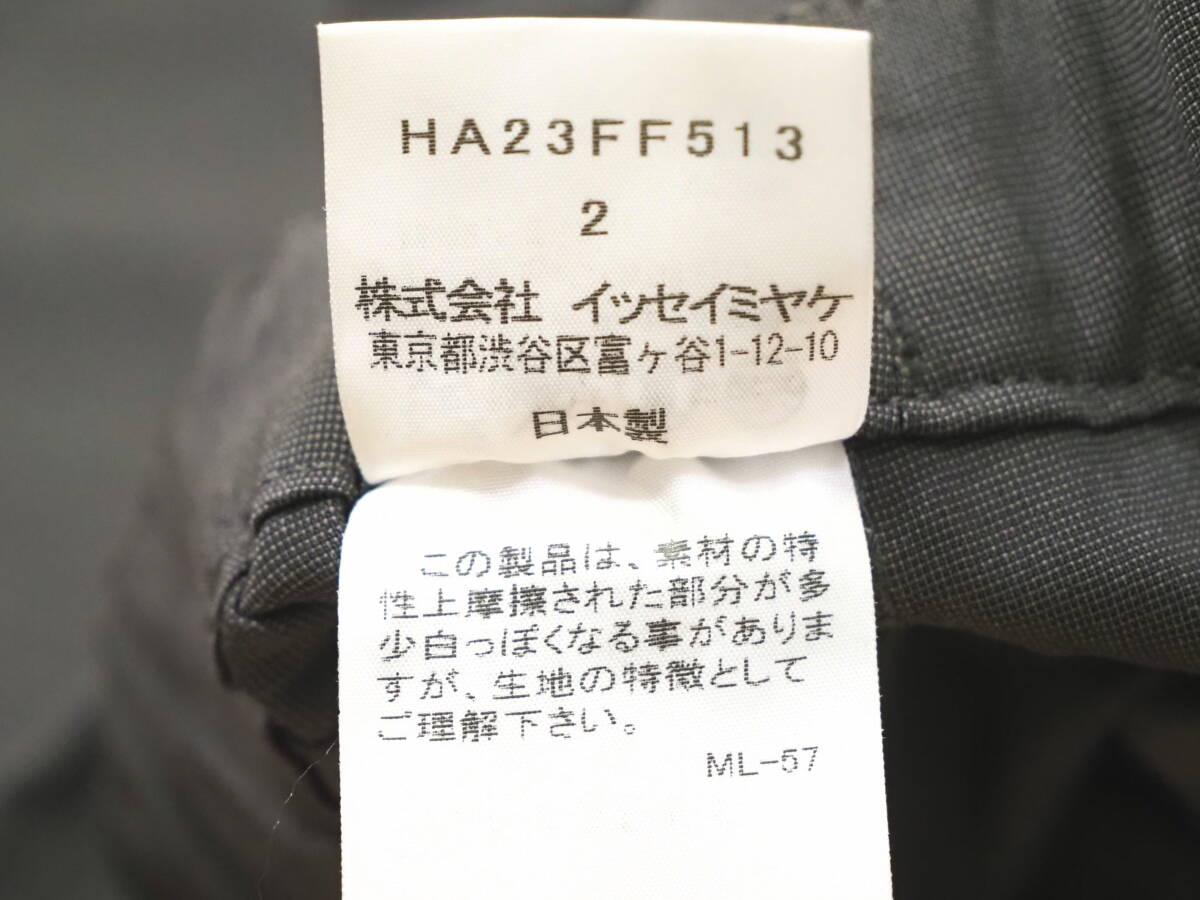 HA23FF513
2
株式会社 イッセイミヤケ
東京都渋谷区富ヶ谷1-12-10
日本製
この製品は、素材の特
性上摩擦された部分が多
少白っぽくなる事がありま
すが、生地の特徴として
ご理解下さい。
ML-57